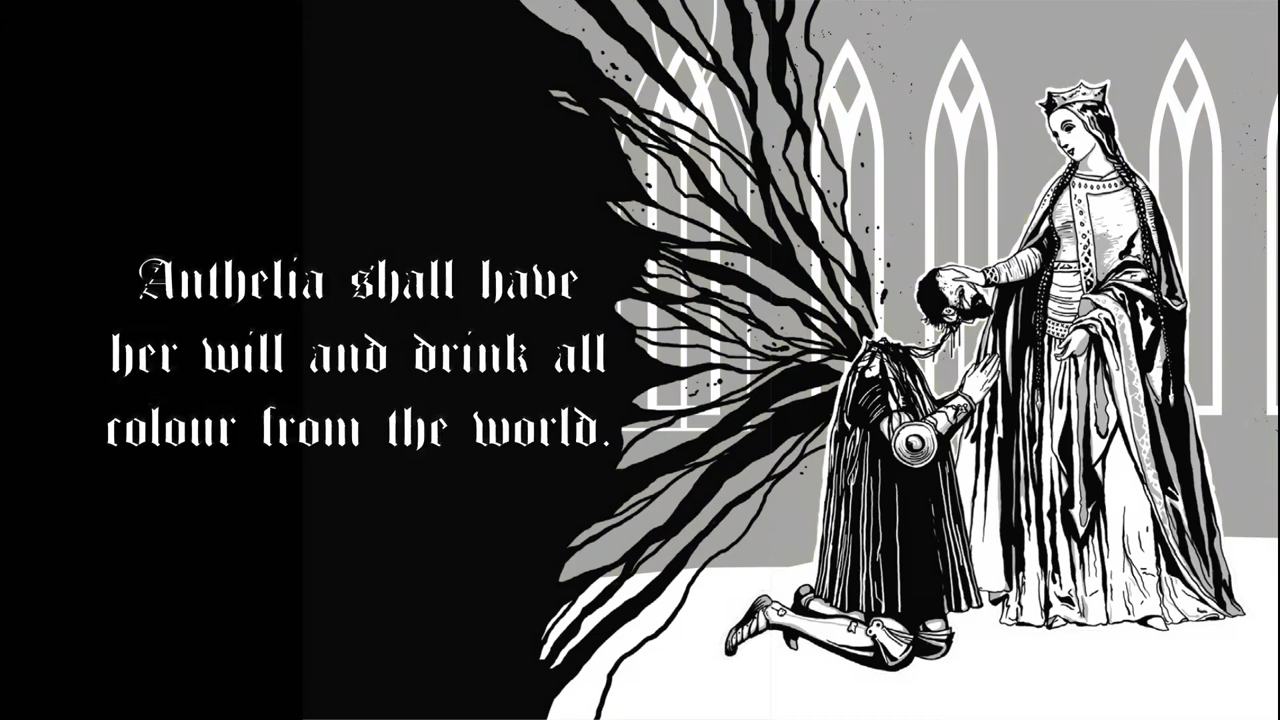 Anthelia shall have
her will and drink all
colour from the world.